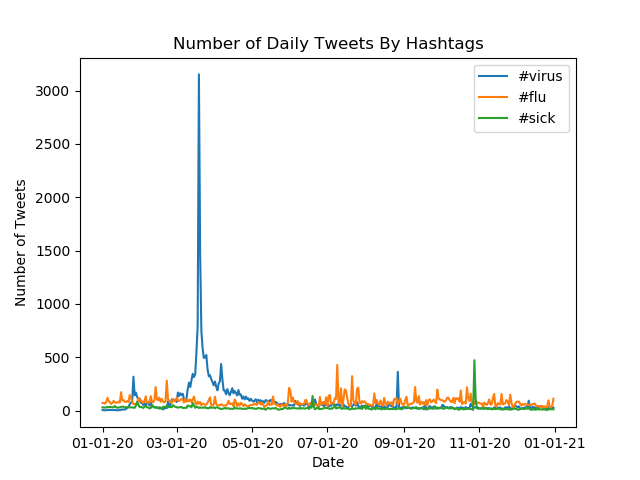 Number of Daily Tweets By Hashtags
#virus
#flu
#sick
Number of Tweets
3000
2500
2000
1500
1000
500
0
01-01-20 03-01-20 05-01-20 07-01-20 09-01-20 11-01-20 01-01-21
Date